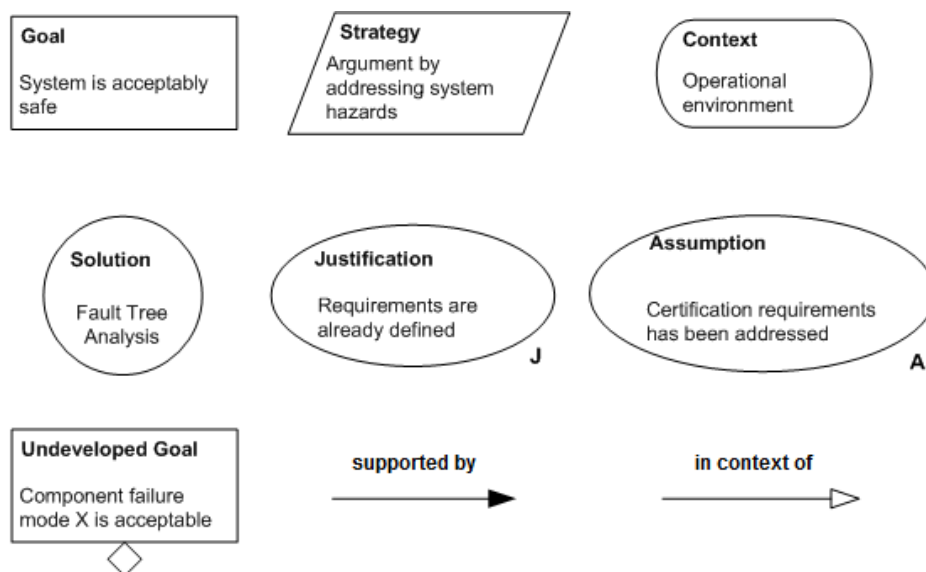 Goal
System is acceptably
safe
Strategy
Argument by
addressing system
hazards
Context
Operational
environment
Solution
Fault Tree
Analysis
Justification
Requirements are
already defined
J
Assumption
Certification requirements
has been addressed
A
Undeveloped Goal
Component failure
mode X is acceptable
supported by
in context of